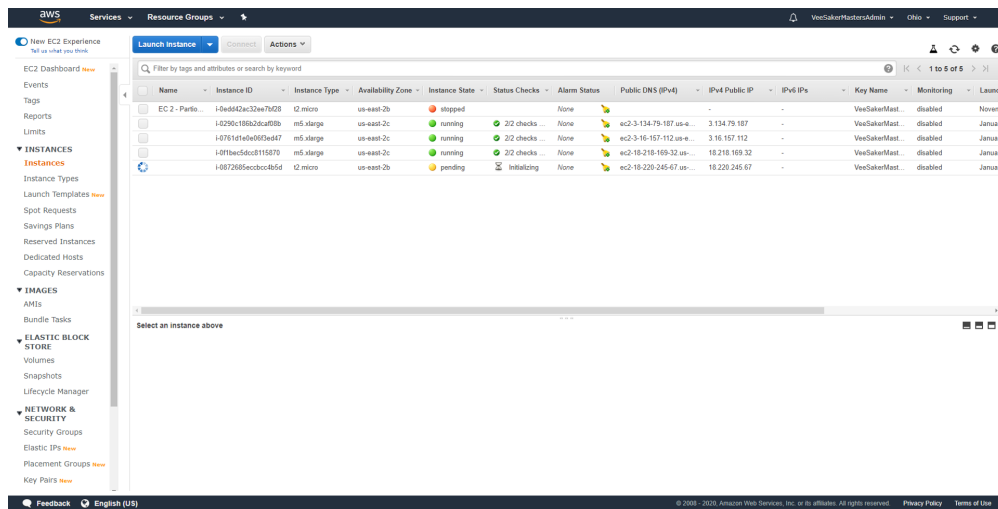 aws Services Resource Groups VeeSakerMastersAdmin Ohio Support
New EC2 Experience
Tell us what you think
EC2 Dashboard New
Events
Tags
Reports
Limits
INSTANCES
Instances
Instance Types
Launch Templates New
Spot Requests
Savings Plans
Reserved Instances
Dedicated Hosts
Capacity Reservations
IMAGES
AMIs
Bundle Tasks
ELASTIC BLOCK
STORE
Volumes
Snapshots
Lifecycle Manager
NETWORK &
SECURITY
Security Groups
Elastic IPs New
Placement Groups New
Key Pairs New
Launch Instance Connect Actions
Filter by tags and attributes or search by keyword 1 to 5 of 5
Name Instance ID Instance Type Availability Zone Instance State Status Checks Alarm Status Public DNS (IPv4) IPv4 Public IP IPv6 IPs Key Name Monitoring Launc
EC 2 - Partio... i-0edd42ac32ee7bf28 t2.micro us-east-2b stopped None - - VeeSakerMast... disabled Novem
i-0290c186b2dcaf08b m5.xlarge us-east-2c running 2/2 checks ... None ec2-3-134-79-187.us-e... 3.134.79.187 - VeeSakerMast... disabled Janua
i-0761d1e0e06f3ed47 m5.xlarge us-east-2c running 2/2 checks ... None ec2-3-16-157-112.us-e... 3.16.157.112 - VeeSakerMast... disabled Janua
i-0f1bec5dcc8115870 m5.xlarge us-east-2c running 2/2 checks ... None ec2-18-218-169-32.us-... 18.218.169.32 - VeeSakerMast... disabled Janua
i-0872685eccbcc4b5d t2.micro us-east-2b pending Initializing None ec2-18-220-245-67.us-... 18.220.245.67 - VeeSakerMast... disabled Janua
Select an instance above
Feedback English (US) © 2008 - 2020, Amazon Web Services, Inc. or its affiliates. All rights reserved. Privacy Policy Terms of Use